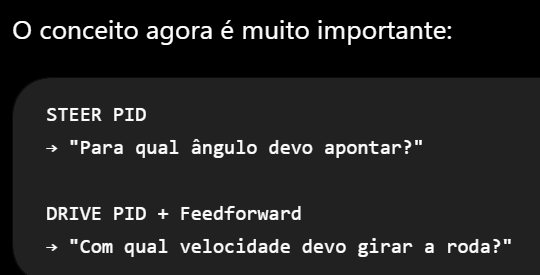 O conceito agora é muito importante:
STEER PID
→ "Para qual ângulo devo apontar?"
DRIVE PID + Feedforward
→ "Com qual velocidade devo girar a roda?"